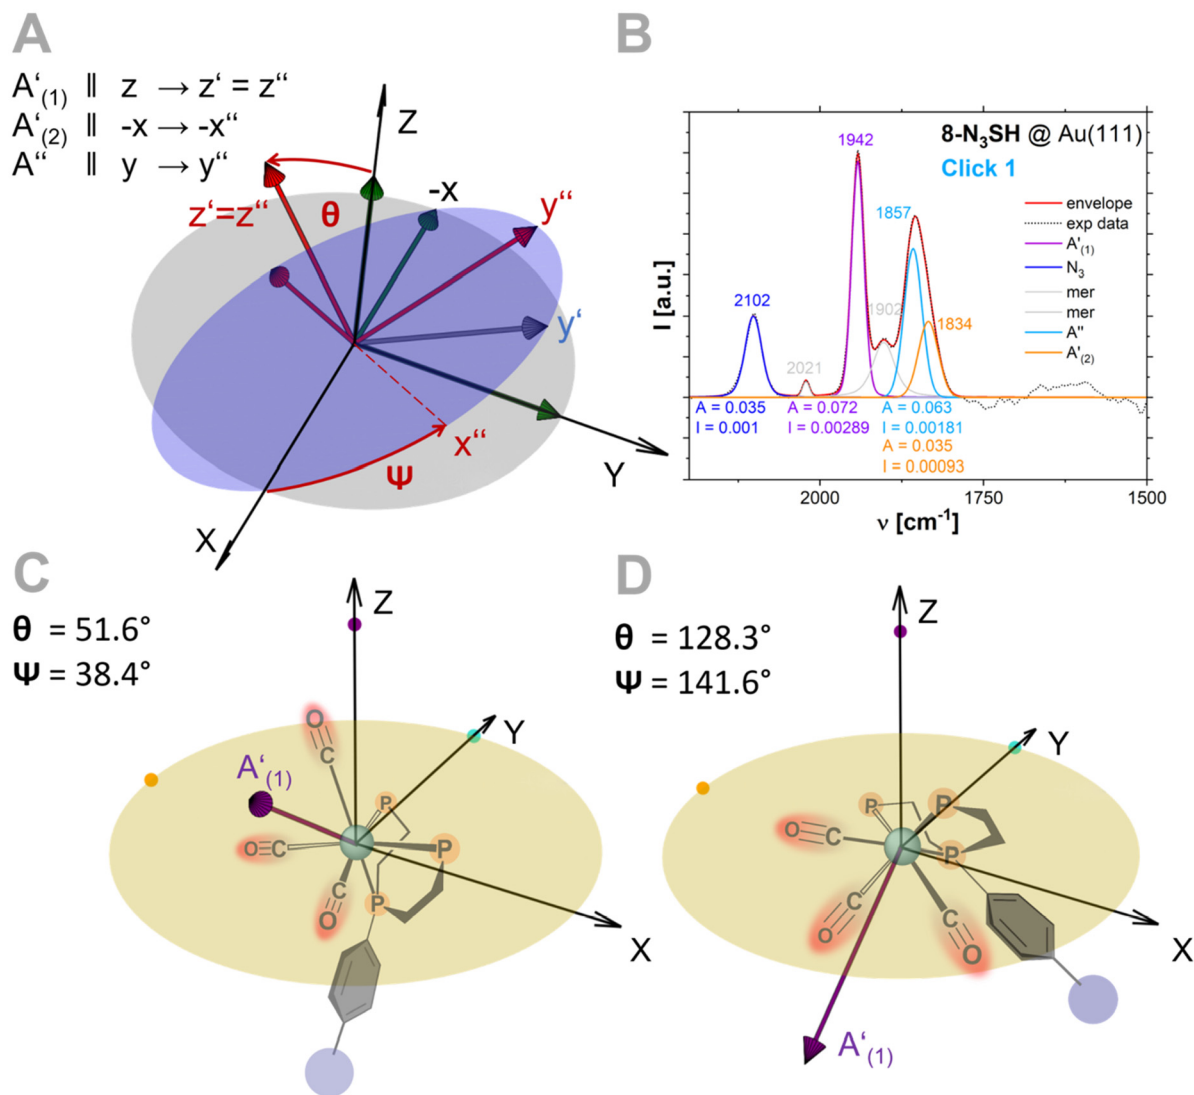 A
A‘(1) || z → z‘ = z“
A‘(2) || -x → -x“
A“ || y → y“
Z
-x
y“
z‘=z“
θ
y‘
x“
Ψ
Y
X
B
8-N3SH @ Au(111)
Click 1
1942
1857
2102
1902
1834
2021
envelope
exp data
A'(1)
N3
mer
mer
A''
A'(2)
A = 0.035
I = 0.001
A = 0.072
I = 0.00289
A = 0.063
I = 0.00181
A = 0.035
I = 0.00093
I [a.u.]
2000 1750 1500
ν [cm-1]
C
θ = 51.6°
Ψ = 38.4°
Z
Y
X
A‘(1)
O
C
O C
C
O
P
P
P
D
θ = 128.3°
Ψ = 141.6°
Z
Y
X
P
P
P
O C
C
O
C
O
A‘(1)